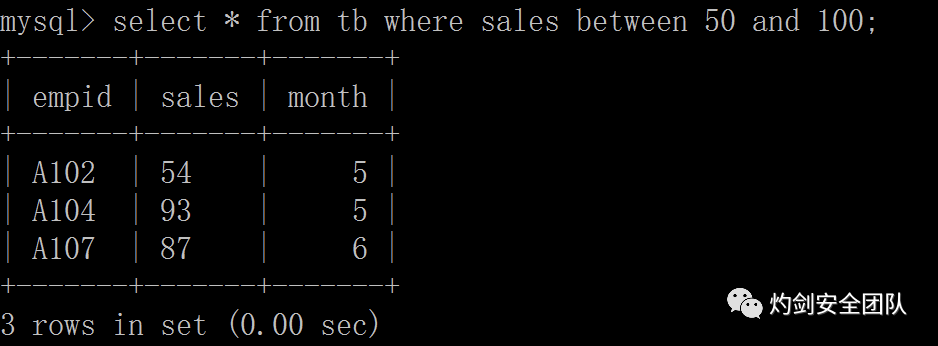 mysql> select * from tb where sales between 50 and 100;
+-------+-------+-------+
| empid | sales | month |
+-------+-------+-------+
| A102  | 54    |     5 |
| A104  | 93    |     5 |
| A107  | 87    |     6 |
+-------+-------+-------+
3 rows in set (0.00 sec)
灼剑安全团队